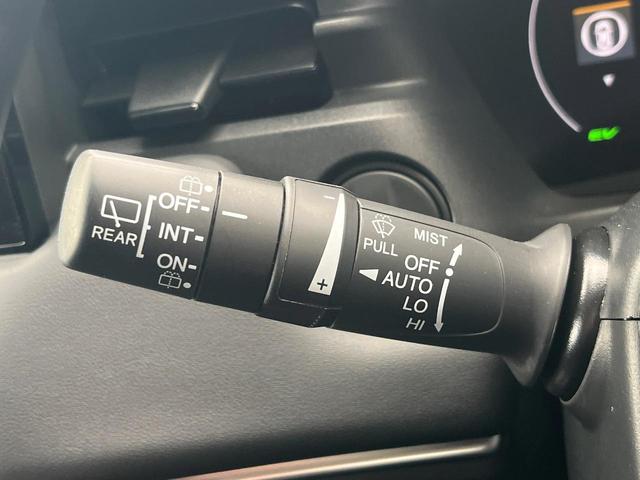 REAR
OFF
INT
ON
−
+
PULL
MIST
OFF
AUTO
LO
HI
EV